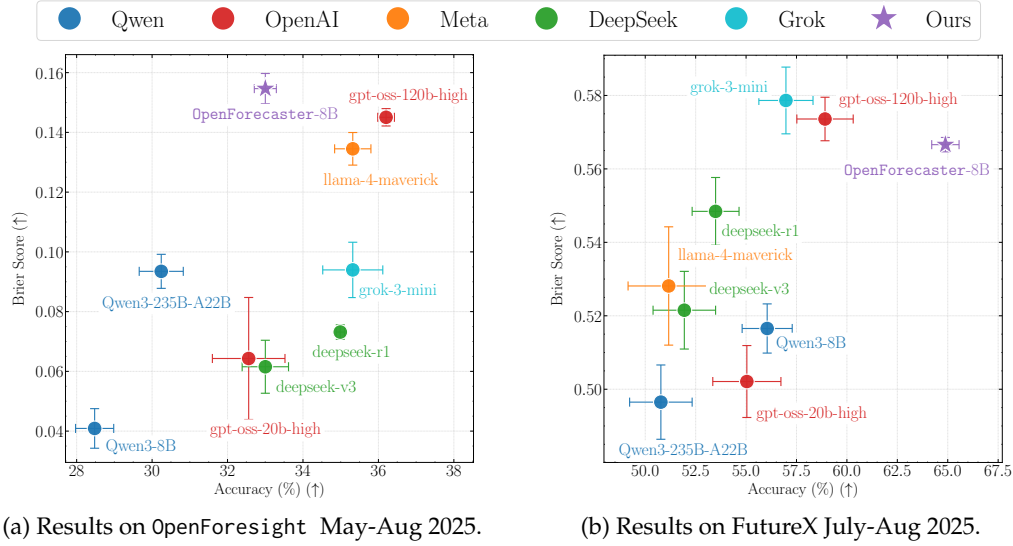 Qwen OpenAI Meta DeepSeek Grok Ours
0.16
0.14
0.12
0.10
0.08
0.06
0.04
Brier Score (↑)
OpenForecaster-8B
gpt-oss-120b-high
llama-4-maverick
Qwen3-235B-A22B
grok-3-mini
deepseek-r1
deepseek-v3
gpt-oss-20b-high
Qwen3-8B
28 30 32 34 36 38
Accuracy (%) (↑)
(a) Results on OpenForesight May-Aug 2025.
0.58
0.56
0.54
0.52
0.50
Brier Score (↑)
grok-3-mini
gpt-oss-120b-high
OpenForecaster-8B
deepseek-r1
llama-4-maverick
deepseek-v3
Qwen3-8B
gpt-oss-20b-high
Qwen3-235B-A22B
50.0 52.5 55.0 57.5 60.0 62.5 65.0 67.5
Accuracy (%) (↑)
(b) Results on FutureX July-Aug 2025.